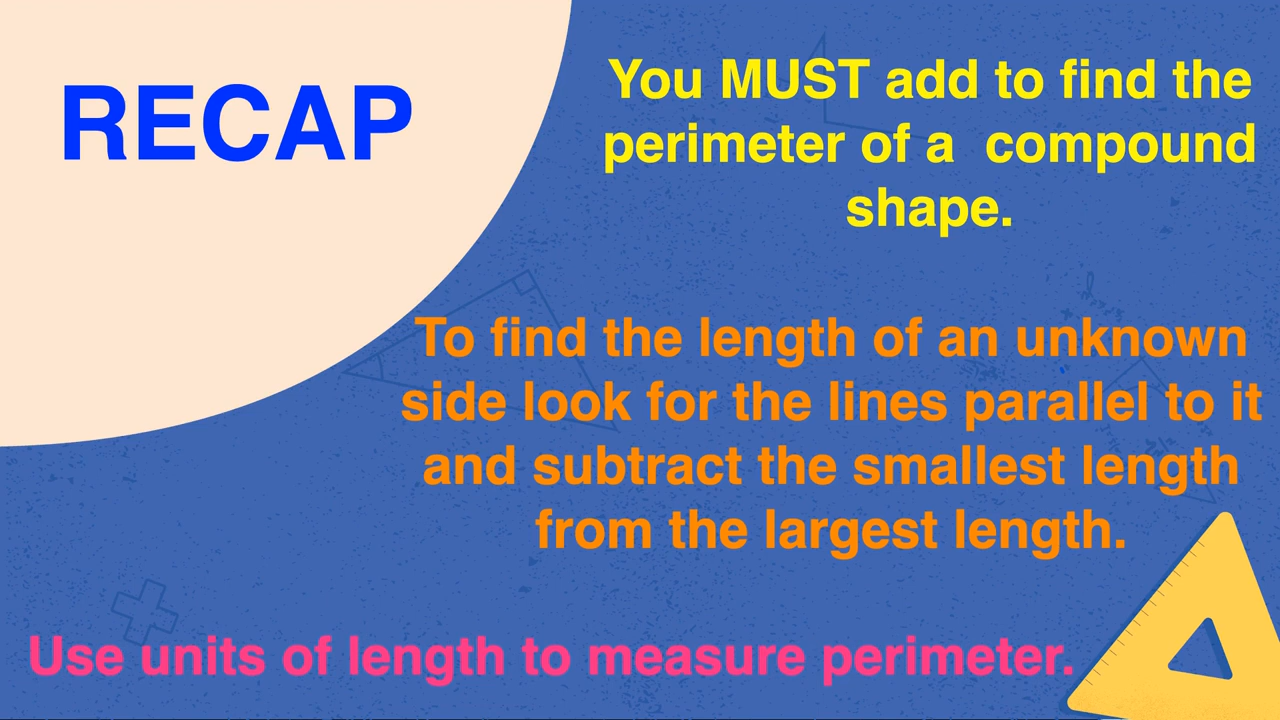 RECAP
You MUST add to find the
perimeter of a  compound
shape.
To find the length of an unknown
side look for the lines parallel to it
and subtract the smallest length
from the largest length.
Use units of length to measure perimeter.